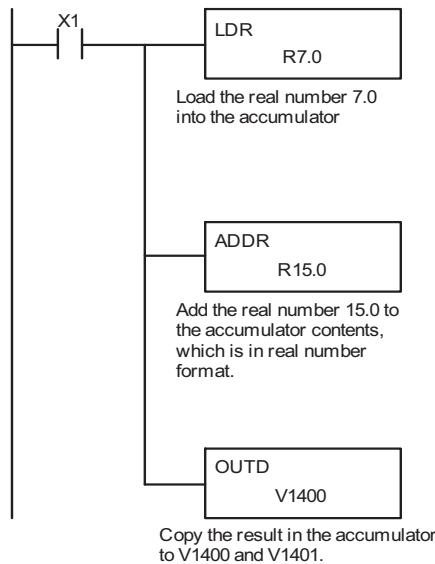 X1
LDR
R7.0
Load the real number 7.0
into the accumulator
ADDR
R15.0
Add the real number 15.0 to
the accumulator contents,
which is in real number
format.
OUTD
V1400
Copy the result in the accumulator
to V1400 and V1401.